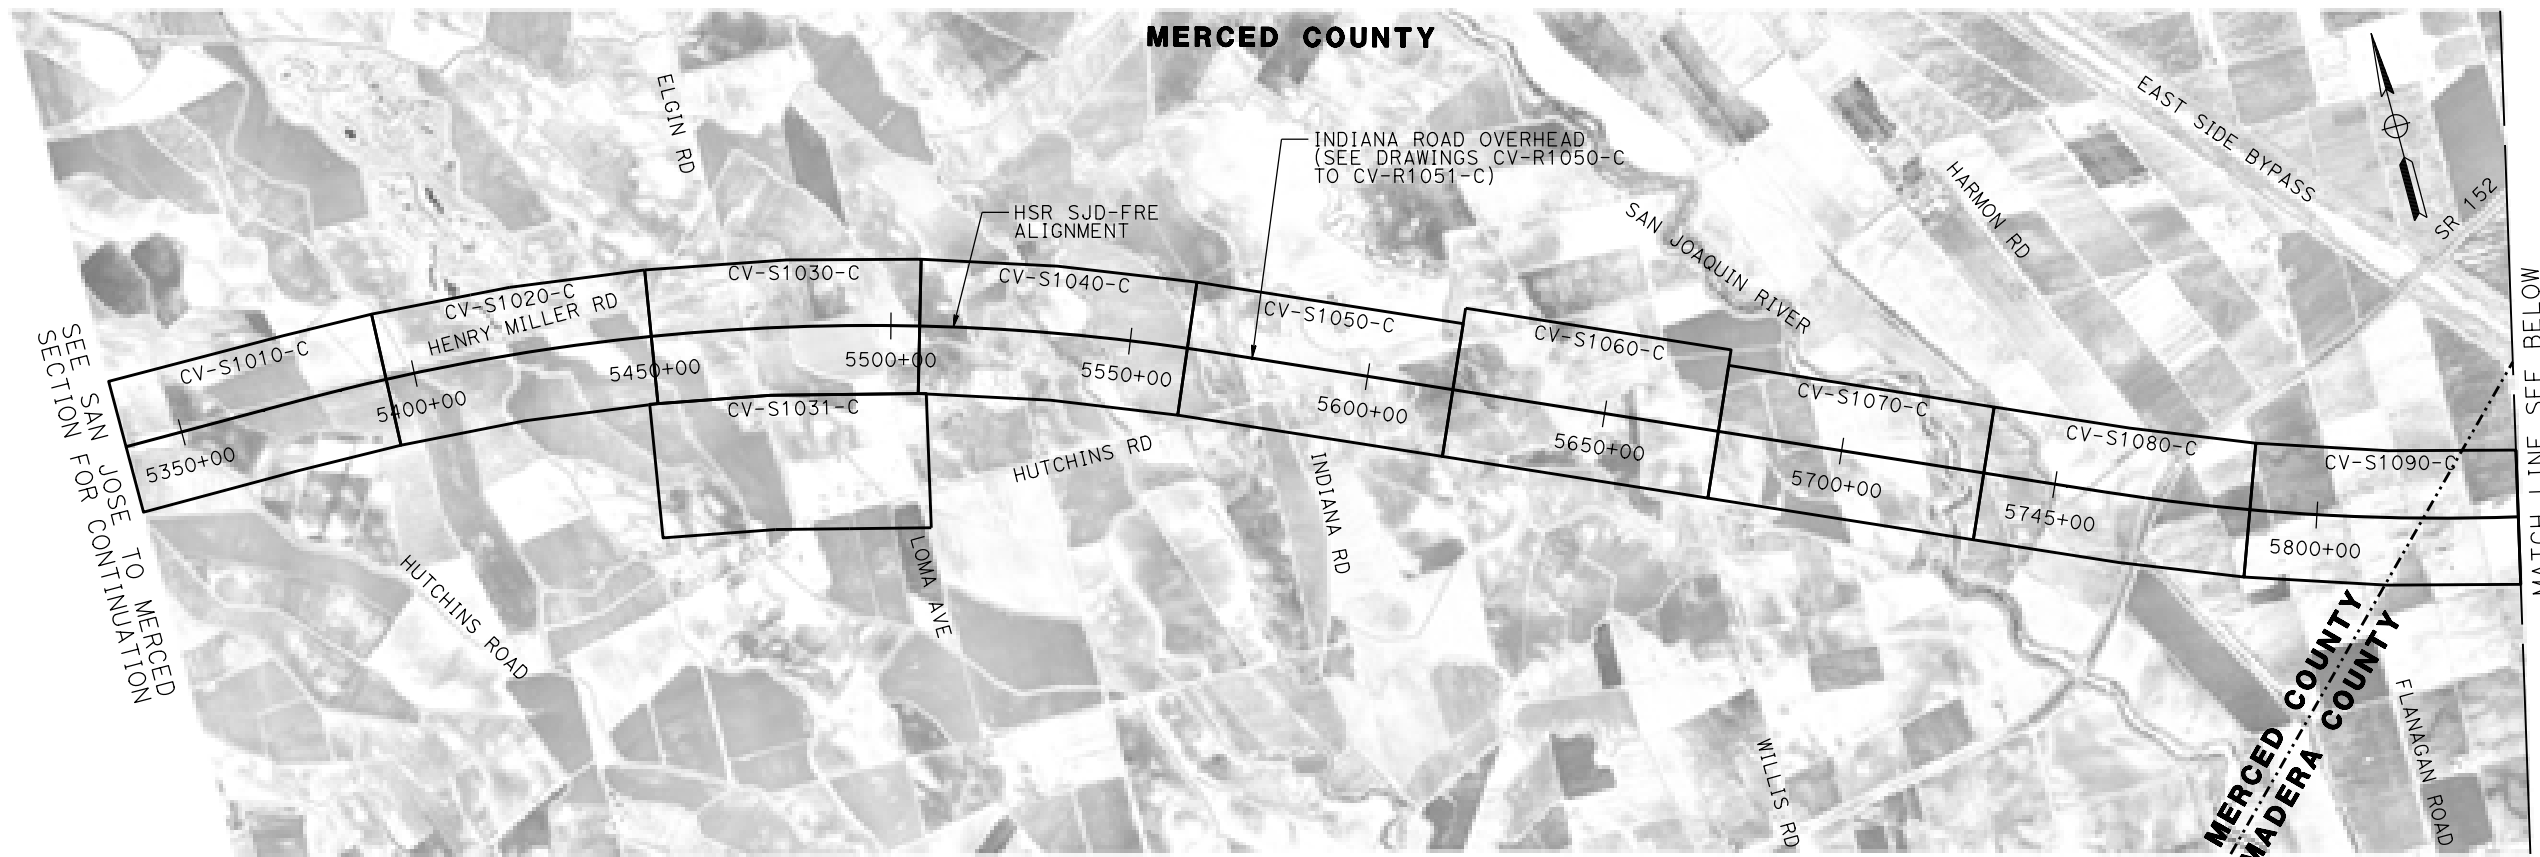 MERCED COUNTY
ELGIN RD
INDIANA ROAD OVERHEAD
(SEE DRAWINGS CV-R1050-C
TO CV-R1051-C)
EAST SIDE BYPASS
HARMON RD
SR 152
HSR SJD-FRE
ALIGNMENT
SAN JOAQUIN RIVER
SEE SAN JOSE TO MERCED
SECTION FOR CONTINUATION
CV-S1010-C
CV-S1020-C
HENRY MILLER RD
CV-S1030-C
CV-S1040-C
CV-S1050-C
CV-S1060-C
CV-S1070-C
CV-S1080-C
CV-S1090-C
5350+00
5400+00
5450+00
5500+00
5550+00
5600+00
5650+00
5700+00
5745+00
5800+00
CV-S1031-C
HUTCHINS RD
HUTCHINS ROAD
LOMA AVE
INDIANA RD
WILLIS RD
MERCED COUNTY
MADERA COUNTY
FLANAGAN ROAD
MATCH LINE SEE BELOW